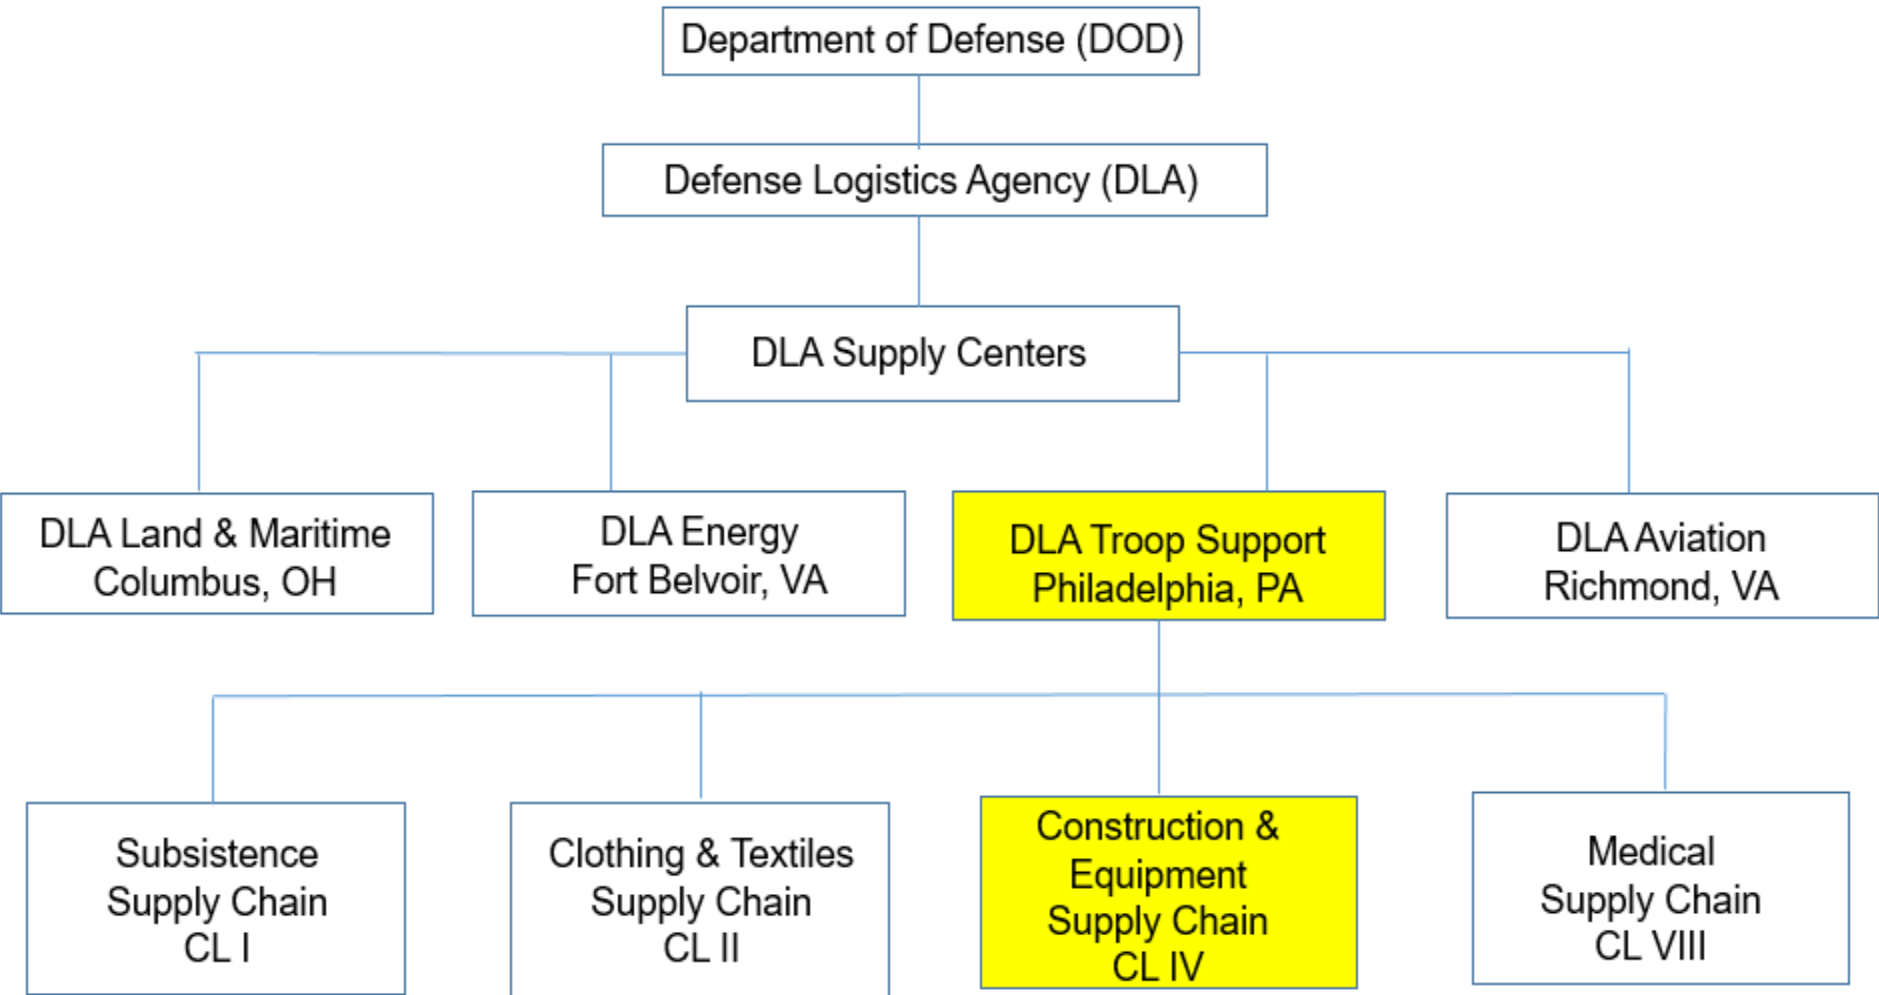 Department of Defense (DOD)
Defense Logistics Agency (DLA)
DLA Supply Centers
DLA Land & Maritime
Columbus, OH
DLA Energy
Fort Belvoir, VA
DLA Troop Support
Philadelphia, PA
DLA Aviation
Richmond, VA
Subsistence
Supply Chain
CL I
Clothing & Textiles
Supply Chain
CL II
Construction &
Equipment
Supply Chain
CL IV
Medical
Supply Chain
CL VIII